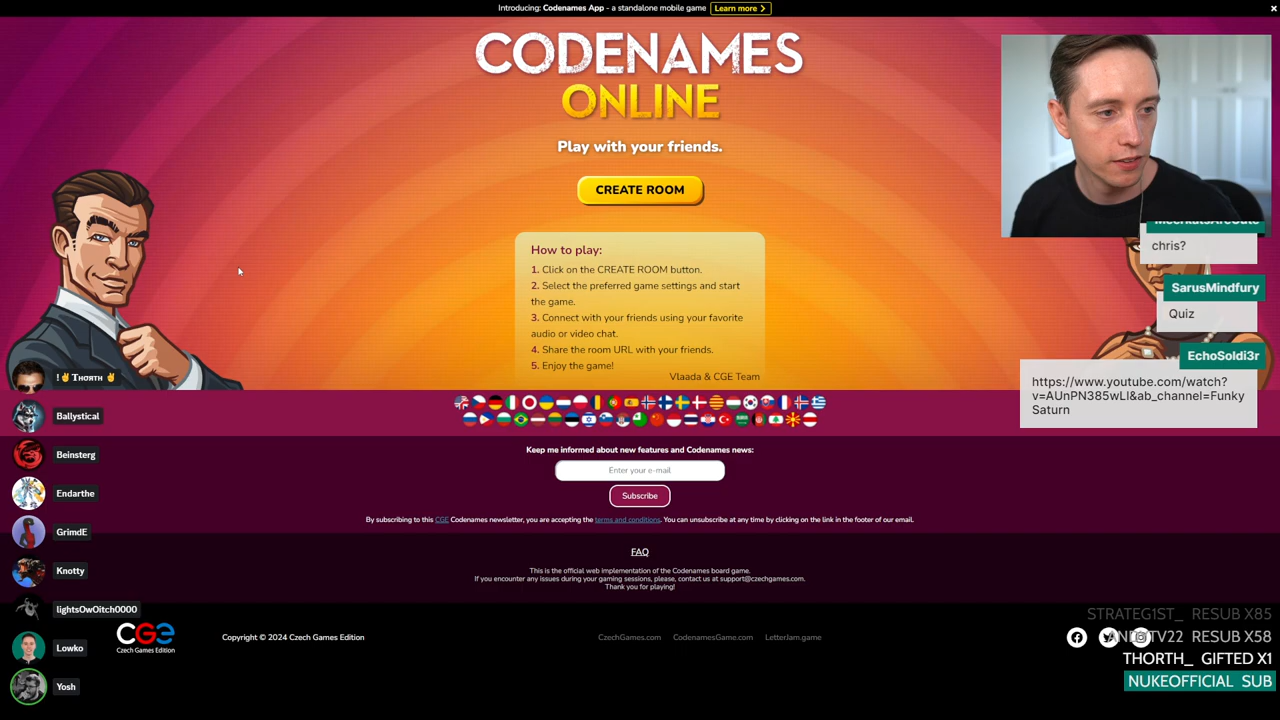 Introducing: Codenames App - a standalone mobile game
Learn more >
CODENAMES
ONLINE
Play with your friends.
CREATE ROOM
How to play:
1. Click on the CREATE ROOM button.
2. Select the preferred game settings and start
the game.
3. Connect with your friends using your favorite
audio or video chat.
4. Share the room URL with your friends.
5. Enjoy the game!
Vlaada & CGE Team
MeerkatsAreCute
chris?
SarusMindfury
Quiz
EchoSoldi3r
https://www.youtube.com/watch?
v=AUnPN385wLI&ab_channel=Funky
Saturn
!✌Thorth ✌
Ballystical
Beinsterg
Endarthe
GrimdE
Knotty
lightsOwOitch0000
Lowko
Yosh
Keep me informed about new features and Codenames news:
Enter your e-mail
Subscribe
By subscribing to this CGE Codenames newsletter, you are accepting the terms and conditions. You can unsubscribe at any time by clicking on the link in the footer of our email.
FAQ
This is the official web implementation of the Codenames board game.
If you encounter any issues during your gaming sessions, please, contact us at support@czechgames.com.
Thank you for playing!
CGE
Czech Games Edition
Copyright © 2024 Czech Games Edition
CzechGames.com
CodenamesGame.com
LetterJam.game
STRATEG1ST_ RESUB X85
RESUB X58
THORTH_ GIFTED X1
NUKEOFFICIAL SUB